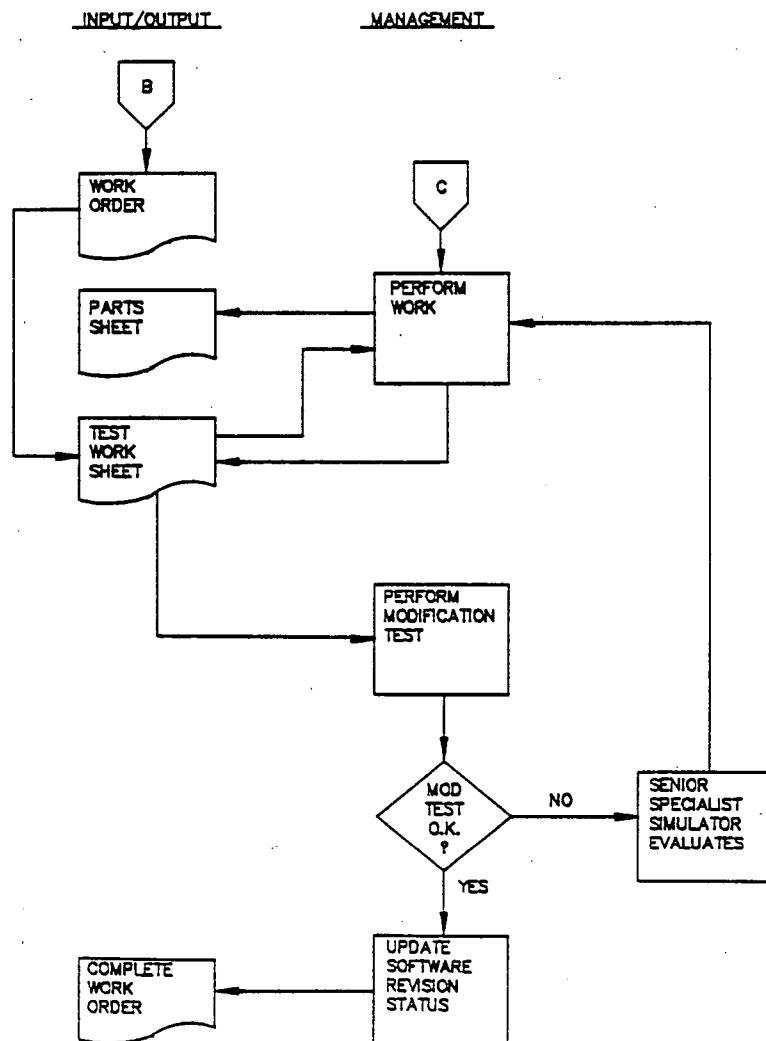 INPUT/OUTPUT
MANAGEMENT
B
WORK
ORDER
C
PARTS
SHEET
PERFORM
WORK
TEST
WORK
SHEET
PERFORM
MODIFICATION
TEST
MOD
TEST
O.K.
?
NO
SENIOR
SPECIALIST
SIMULATOR
EVALUATES
YES
UPDATE
SOFTWARE
REVISION
STATUS
COMPLETE
WORK
ORDER